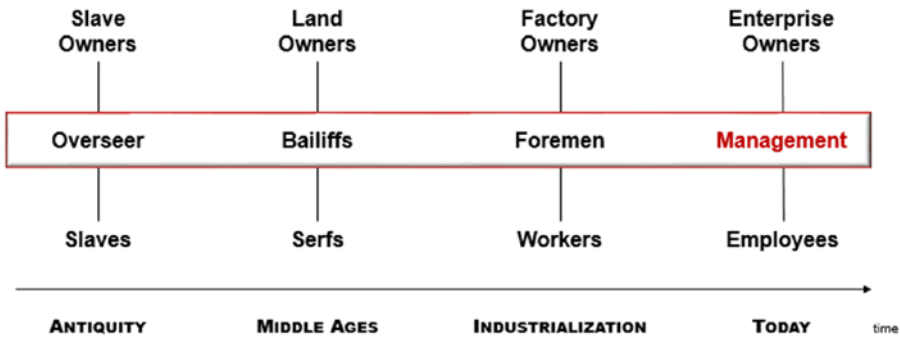 Slave Owners
Land Owners
Factory Owners
Enterprise Owners
Overseer
Bailiffs
Foremen
Management
Slaves
Serfs
Workers
Employees
ANTIQUITY
MIDDLE AGES
INDUSTRIALIZATION
TODAY
time